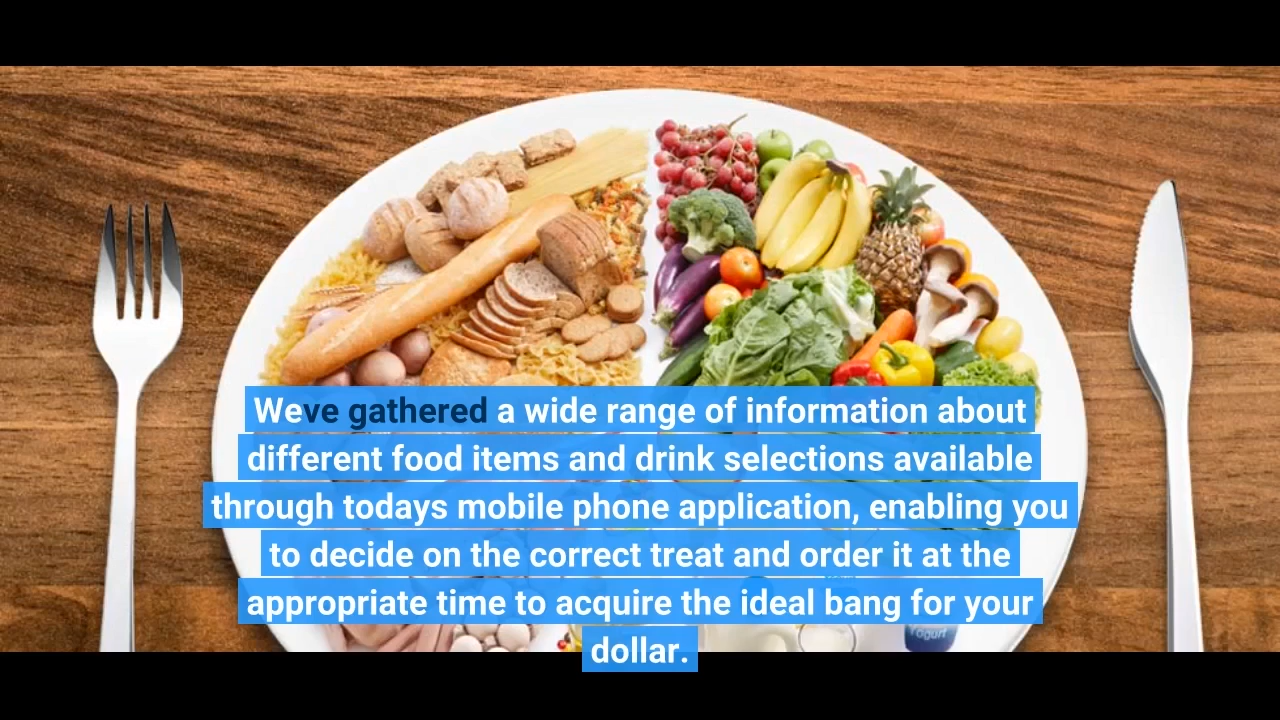 Weve gathered a wide range of information about
different food items and drink selections available
through todays mobile phone application, enabling you
to decide on the correct treat and order it at the
appropriate time to acquire the ideal bang for your
dollar.
Yogurt